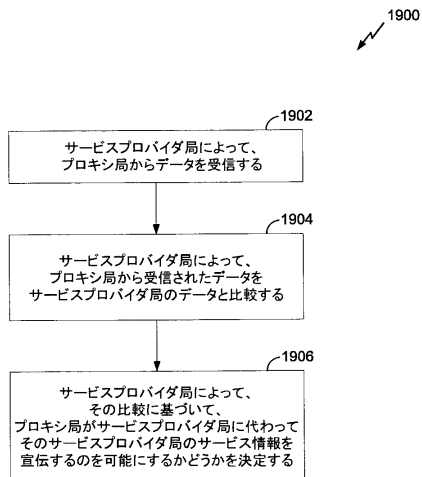 1900
1902
サービスプロバイダ局によって、
プロキシ局からデータを受信する
1904
サービスプロバイダ局によって、
プロキシ局から受信されたデータを
サービスプロバイダ局のデータと比較する
1906
サービスプロバイダ局によって、
その比較に基づいて、
プロキシ局がサービスプロバイダ局に代わって
そのサービスプロバイダ局のサービス情報を
宣伝するのを可能にするかどうかを決定する